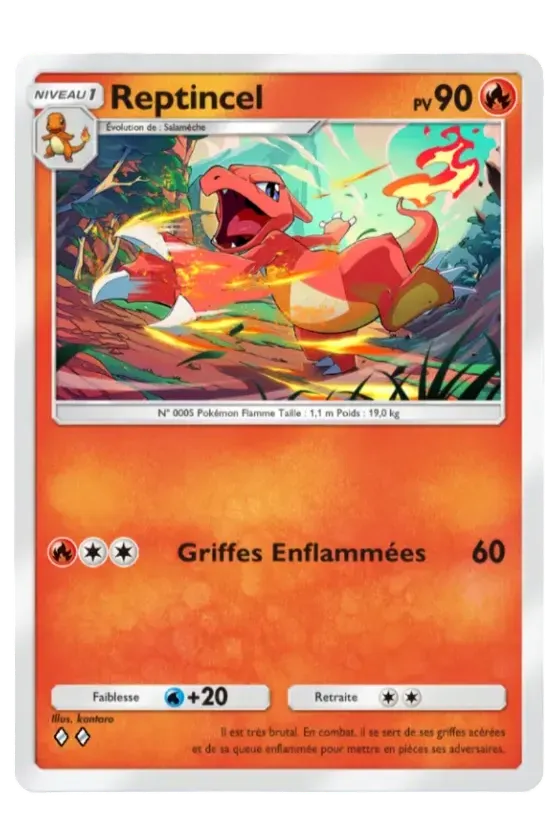 NIVEAU 1 Reptincel PV 90
Évolution de : Salamèche
N° 0005 Pokémon Flamme Taille : 1,1 m Poids : 19,0 kg
Griffes Enflammées 60
Faiblesse +20 Retraite
Illus. kantaro
Il est très brutal. En combat, il se sert de ses griffes acérées
et de sa queue enflammée pour mettre en pièces ses adversaires.